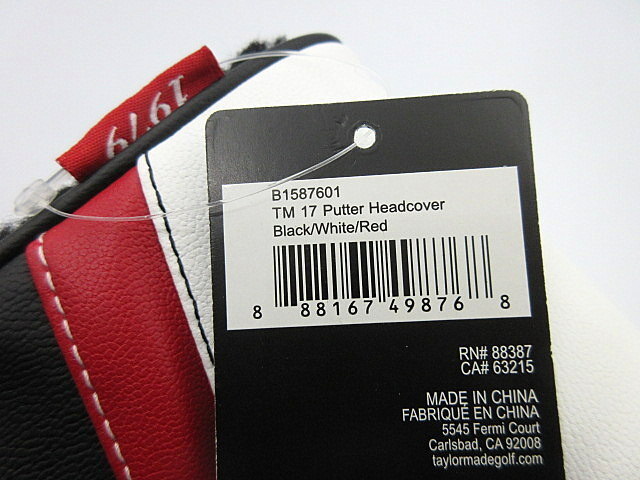 1979
B1587601
TM 17 Putter Headcover
Black/White/Red
8 88167 49876 8
RN# 88387
CA# 63215
MADE IN CHINA
FABRIQUÉ EN CHINA
5545 Fermi Court
Carlsbad, CA 92008
taylormadegolf.com